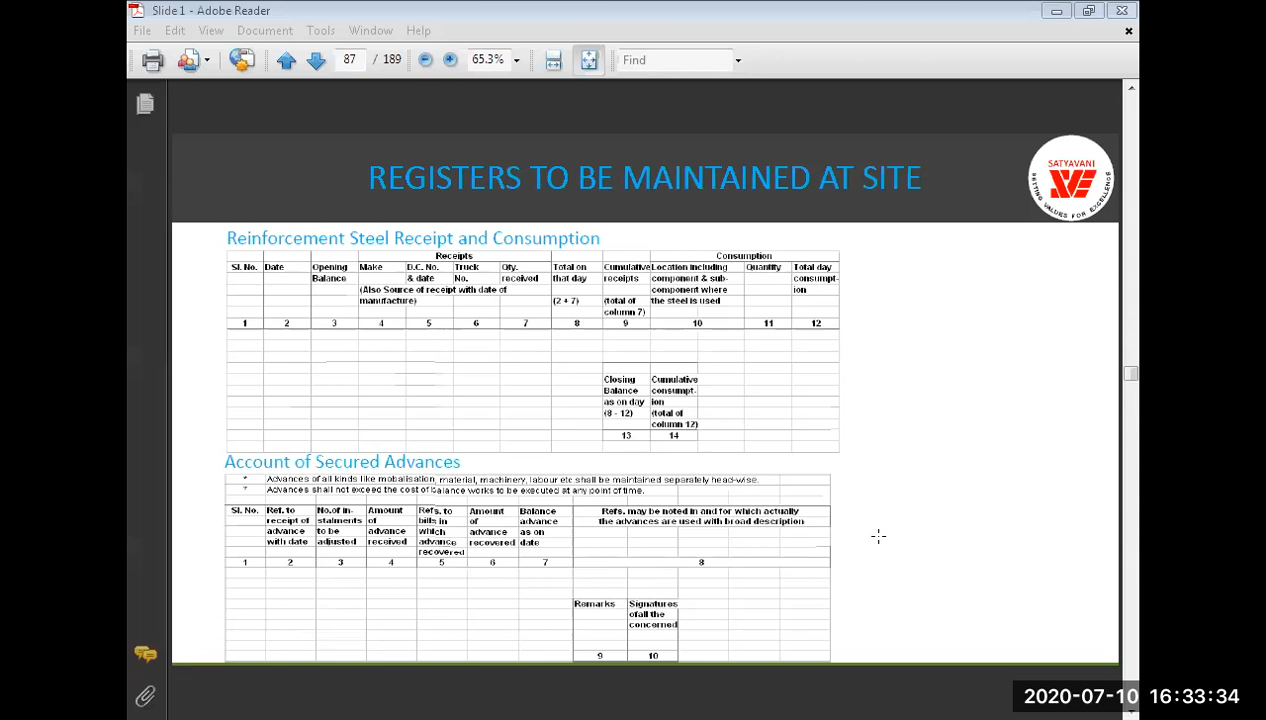 Slide 1 - Adobe Reader
File Edit View Document Tools Window Help
87 / 189 65.3% Find
REGISTERS TO BE MAINTAINED AT SITE
SATYAVANI
SETTING VALUES FOR EXCELLENCE
Reinforcement Steel Receipt and Consumption
Receipts Consumption
Sl. No. Date Opening Make D.C. No. Truck Qty. Total on Cumulative Location including Quantity Total day
Balance & date No. received that day receipts component & sub- consumpt-
(Also Source of receipt with date of component where ion
manufacture) (2 + 7) (total of the steel is used
column 7)
1 2 3 4 5 6 7 8 9 10 11 12
Closing Cumulative
Balance consumpt-
as on day ion
(8 - 12) (total of
column 12)
13 14
Account of Secured Advances
* Advances of all kinds like mobalisation, material, machinery, labour etc shall be maintained separately head-wise.
* Advances shall not exceed the cost of balance works to be executed at any point of time.
Sl. No. Ref. to No.of in- Amount Refs. to Amount Balance Refs. may be noted in and for which actually
receipt of stalments of bills in of advance the advances are used with broad description
advance to be advance which advance as on
with date adjusted received advance recovered date
recovered
1 2 3 4 5 6 7 8
Remarks Signatures
ofall the
concerned
9 10
2020-07-10 16:33:34